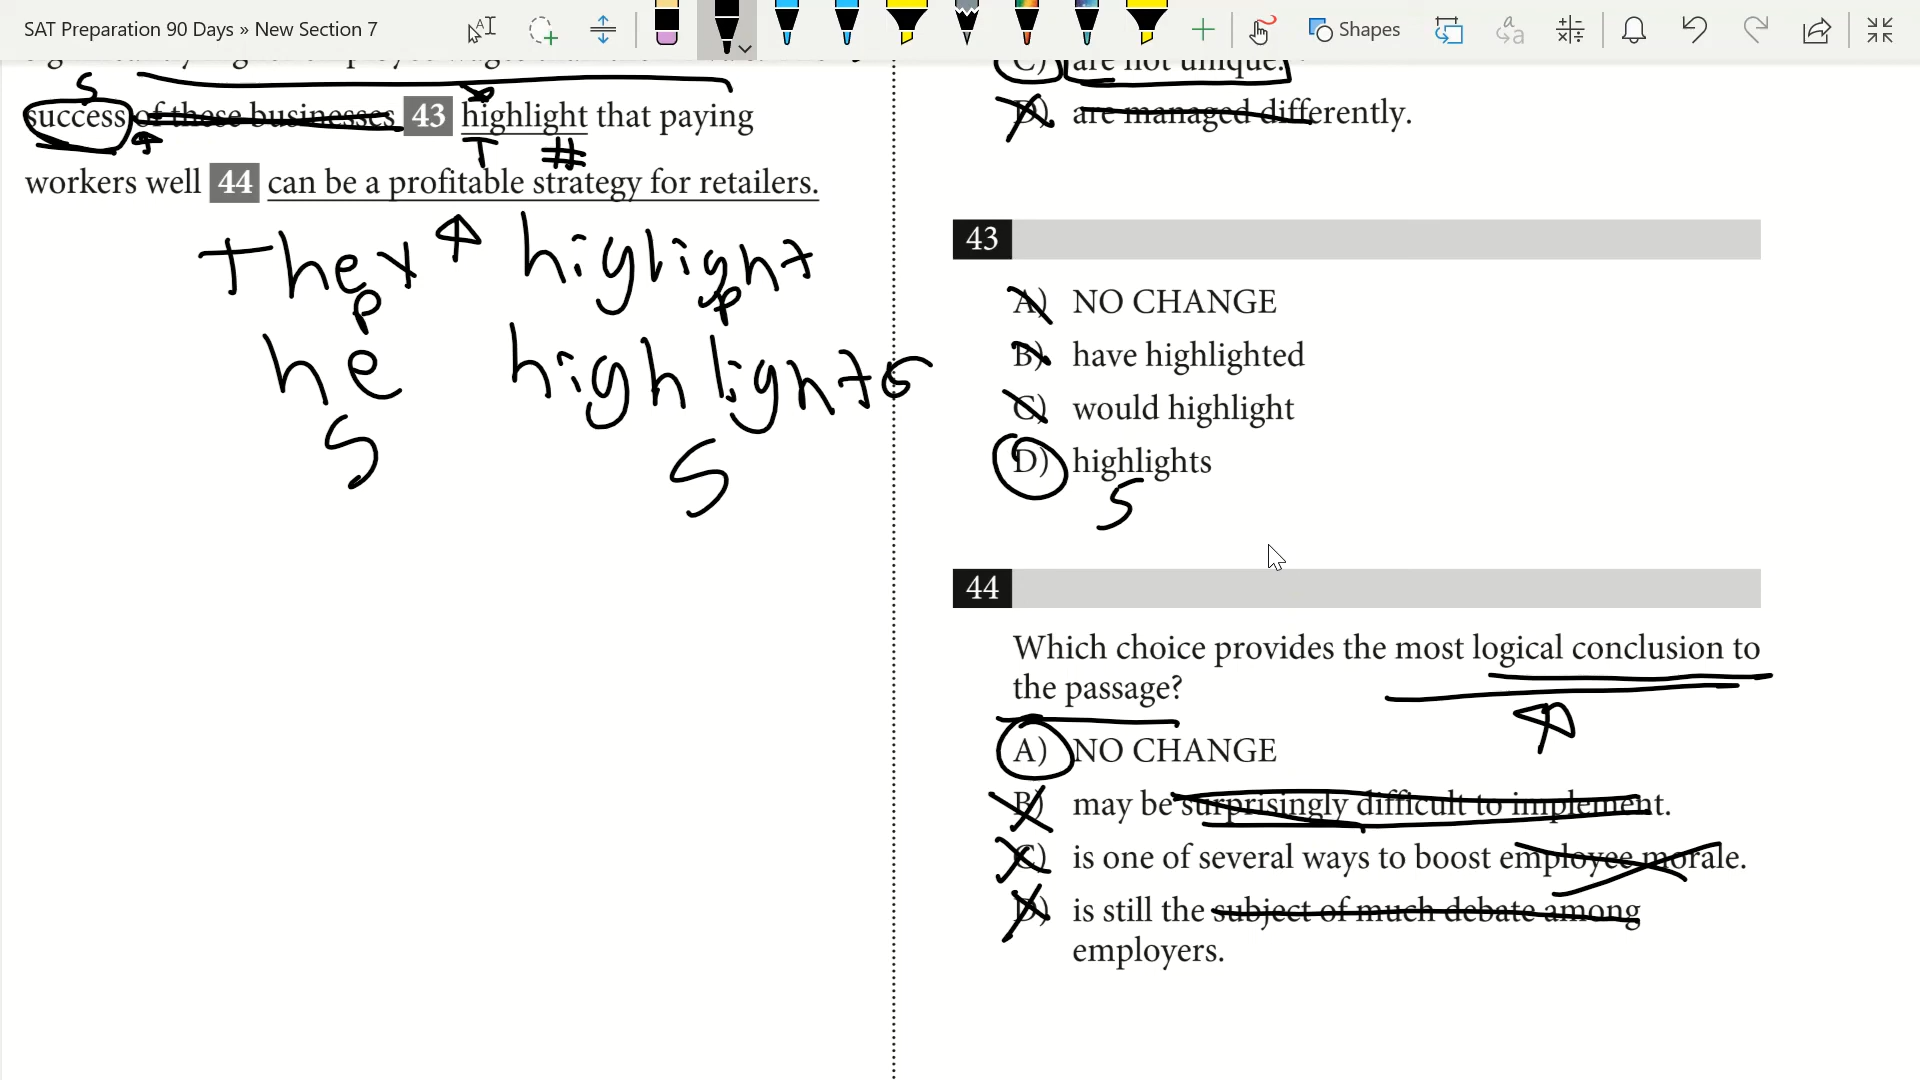 SAT Preparation 90 Days » New Section 7
Shapes
success of these businesses 43 highlight that paying
workers well 44 can be a profitable strategy for retailers.
S
T #
They higlight
P P
he highlights
S S
C) are not unique.
D) are managed differently.
43
A) NO CHANGE
B) have highlighted
C) would highlight
D) highlights
S
44
Which choice provides the most logical conclusion to
the passage?
A) NO CHANGE
B) may be surprisingly difficult to implement.
C) is one of several ways to boost employee morale.
D) is still the subject of much debate among
employers.